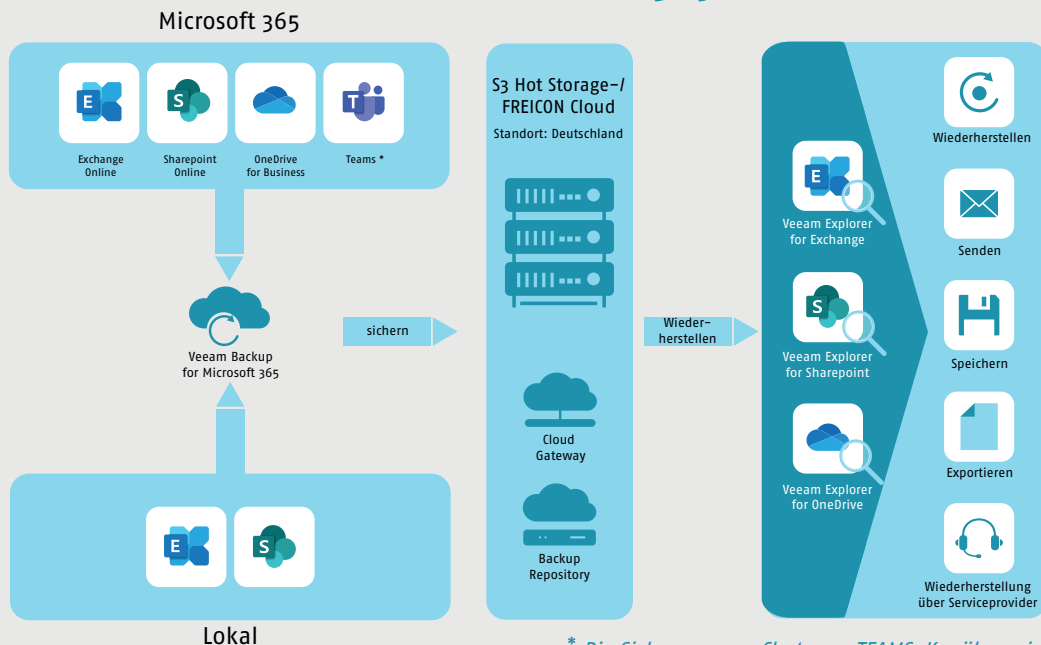 Microsoft 365
E
S
T
Exchange
Online
Sharepoint
Online
OneDrive
for Business
Teams *
Veeam Backup
for Microsoft 365
E
S
Lokal
sichern
S3 Hot Storage-/
FREICON Cloud
Standort: Deutschland
Cloud
Gateway
Backup
Repository
Wieder-
herstellen
E
Veeam Explorer
for Exchange
S
Veeam Explorer
for Sharepoint
Veeam Explorer
for OneDrive
Wiederherstellen
Senden
Speichern
Exportieren
Wiederherstellung
über Serviceprovider
*